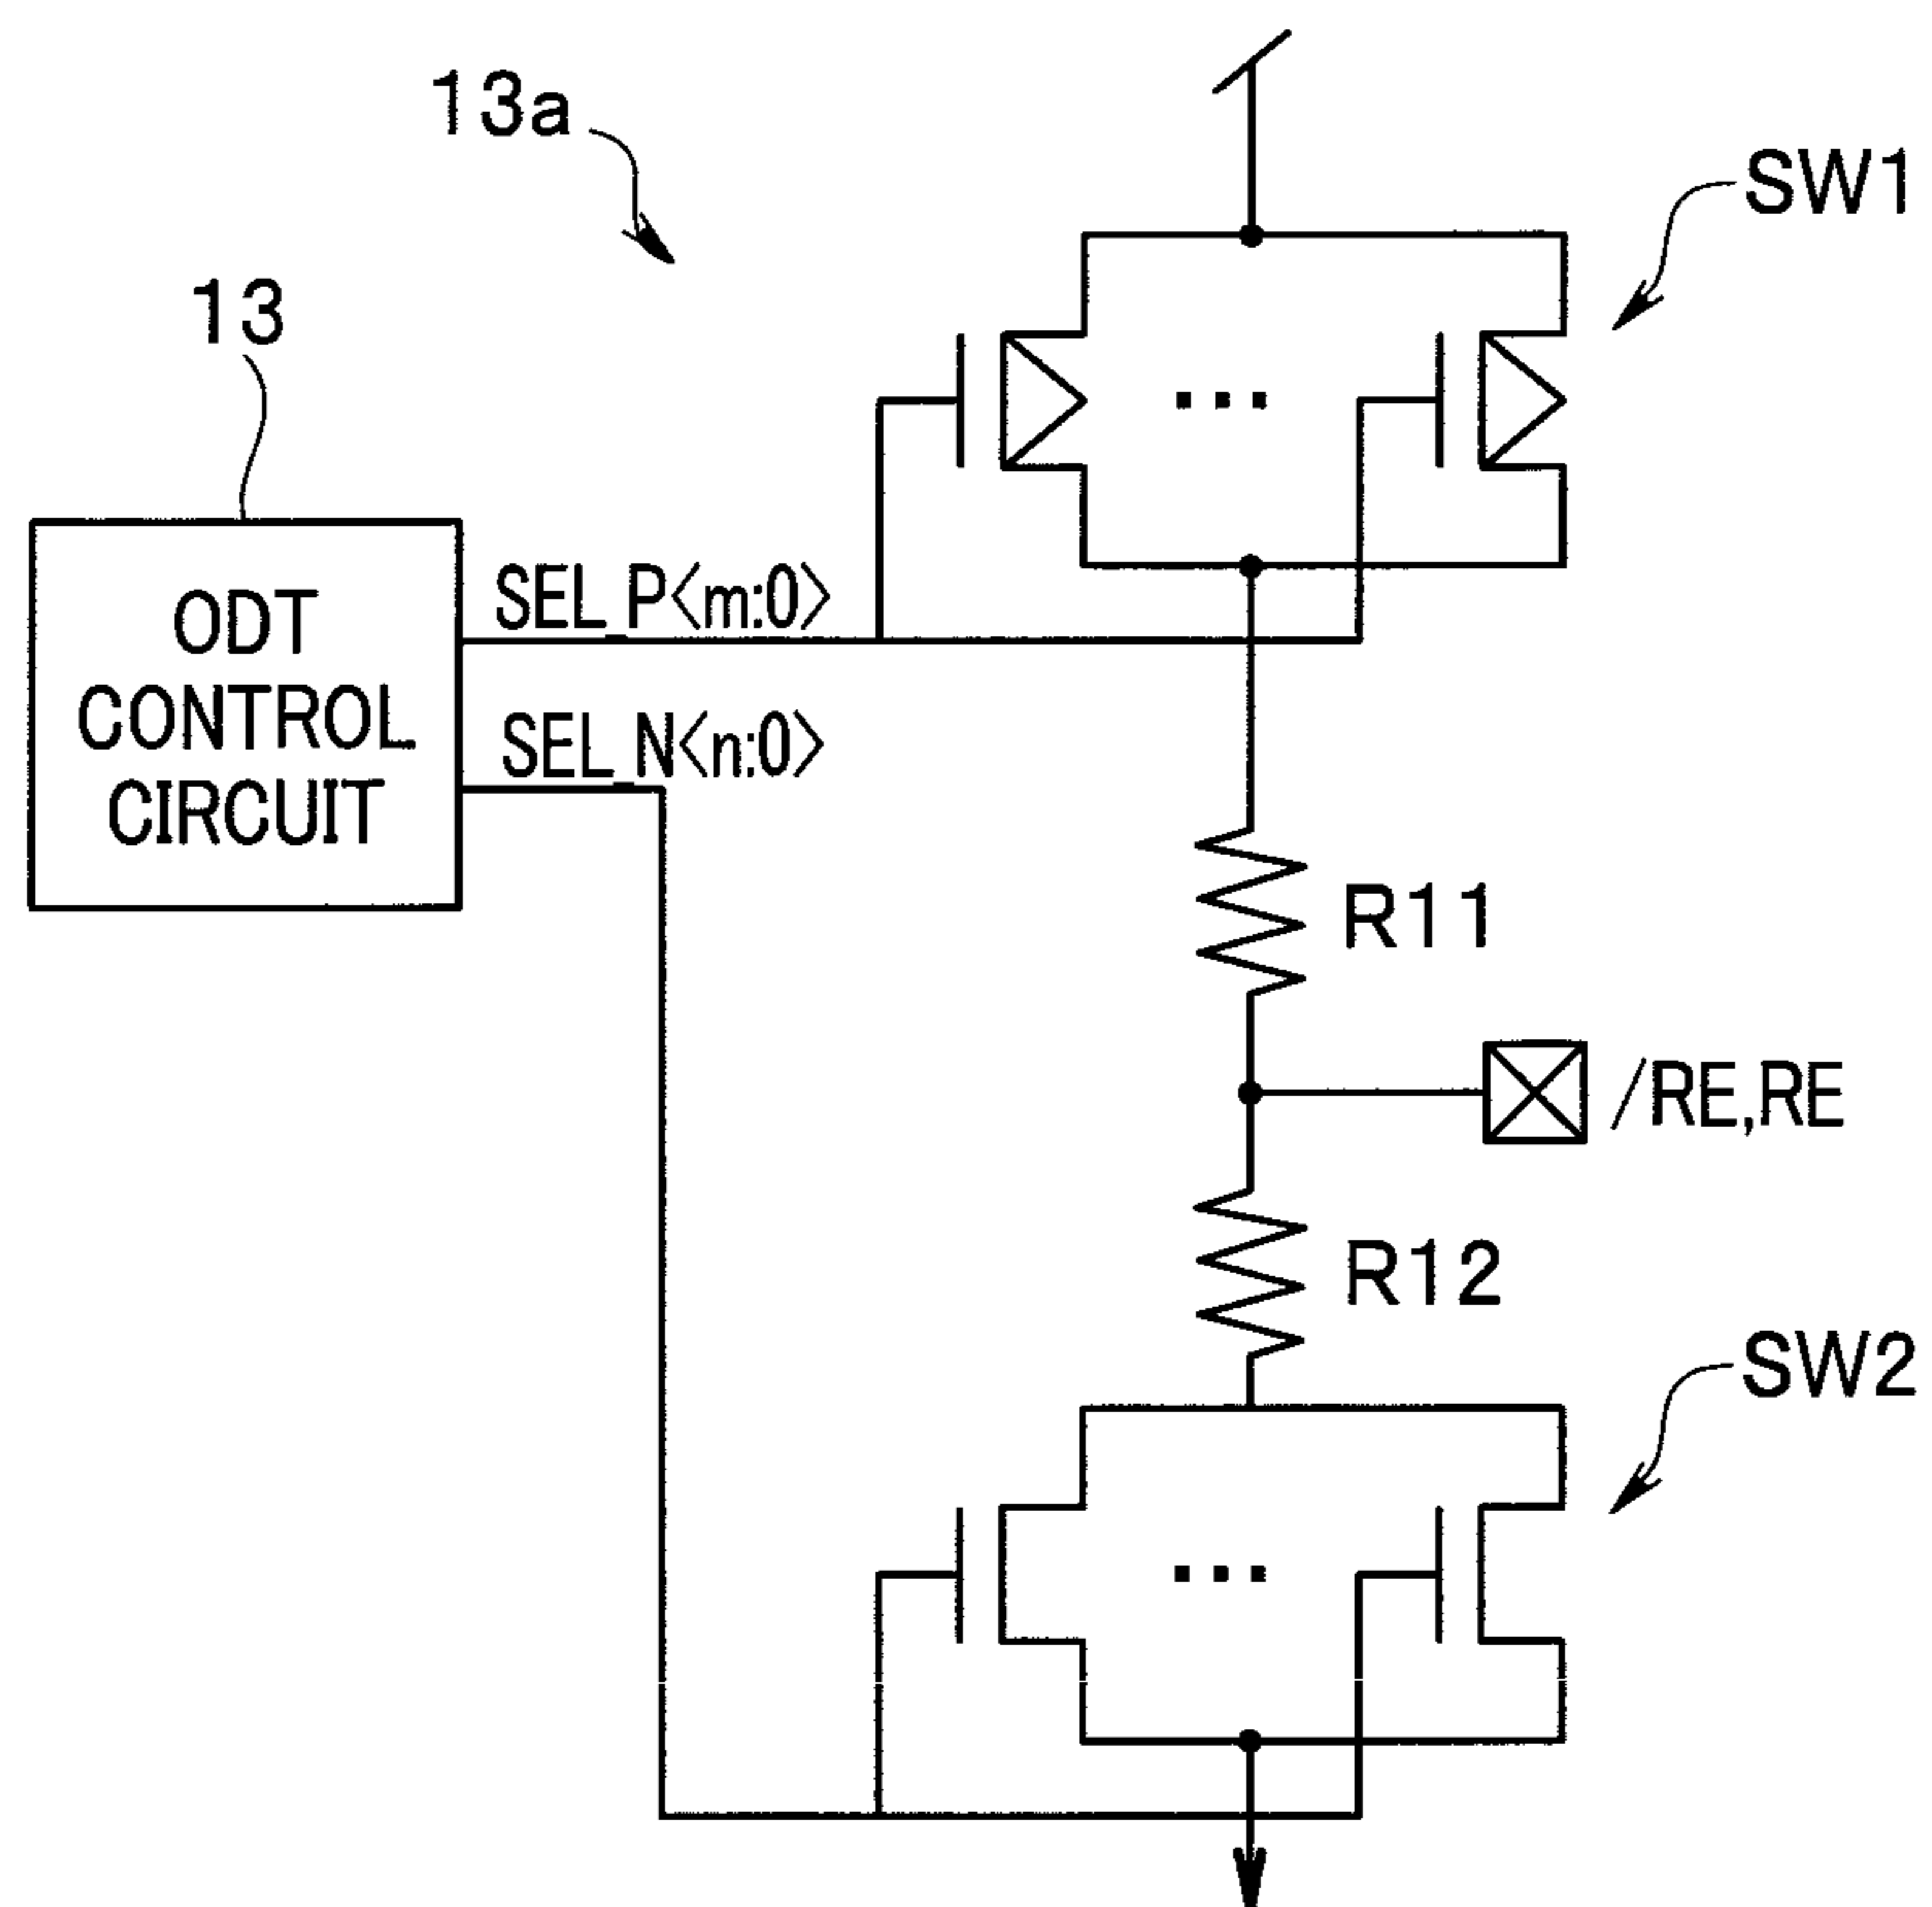 13a
SW1
13
ODT
CONTROL
CIRCUIT
SEL_P<m:0>
SEL_N<n:0>
R11
/RE,RE
R12
SW2